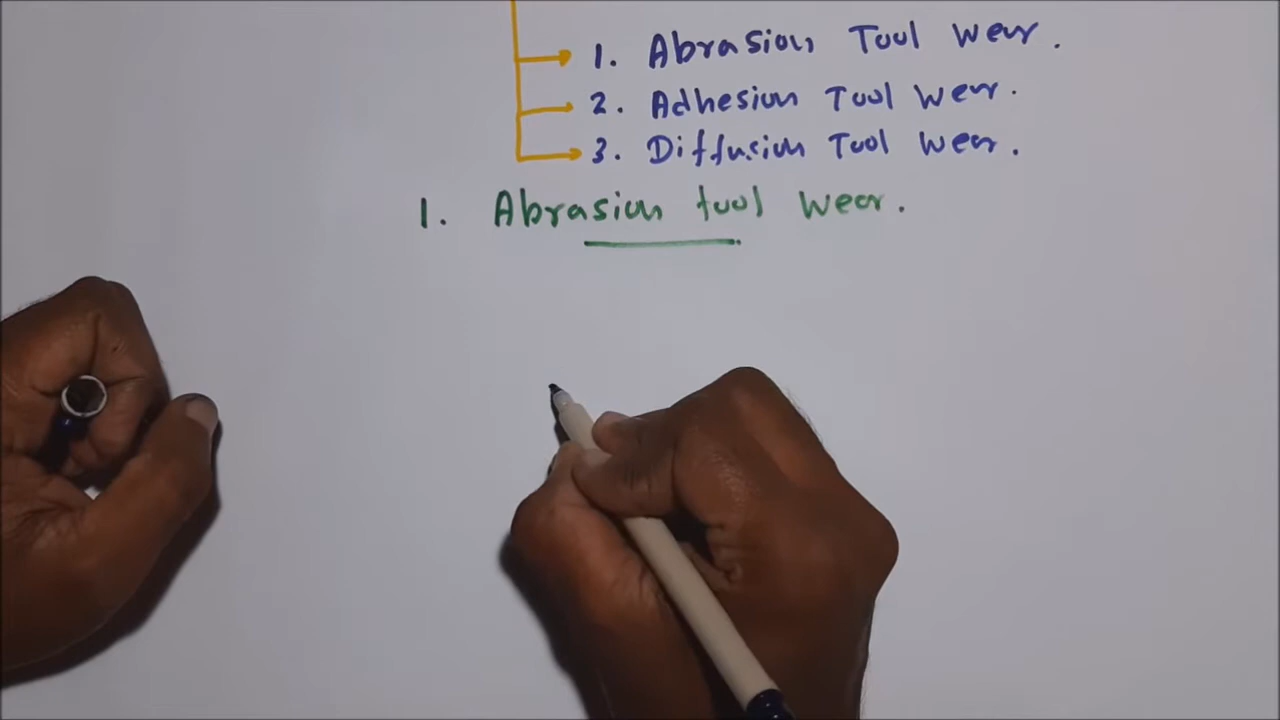 1. Abrasion Tool Wear.
2. Adhesion Tool Wear.
3. Diffusion Tool Wear.
1. Abrasion tool Wear.